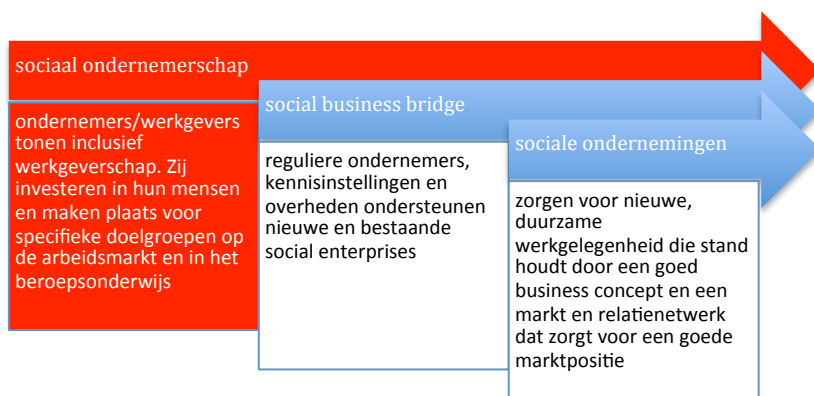 sociaal ondernemerschap
ondernemers/werkgevers
tonen inclusief
werkgeverschap. Zij
investeren in hun mensen
en maken plaats voor
specifieke doelgroepen op
de arbeidsmarkt en in het
beroepsonderwijs
social business bridge
reguliere ondernemers,
kennisinstellingen en
overheden ondersteunen
nieuwe en bestaande
social enterprises
sociale ondernemingen
zorgen voor nieuwe,
duurzame
werkgelegenheid die stand
houdt door een goed
business concept en een
markt en relatienetwerk
dat zorgt voor een goede
marktpositie